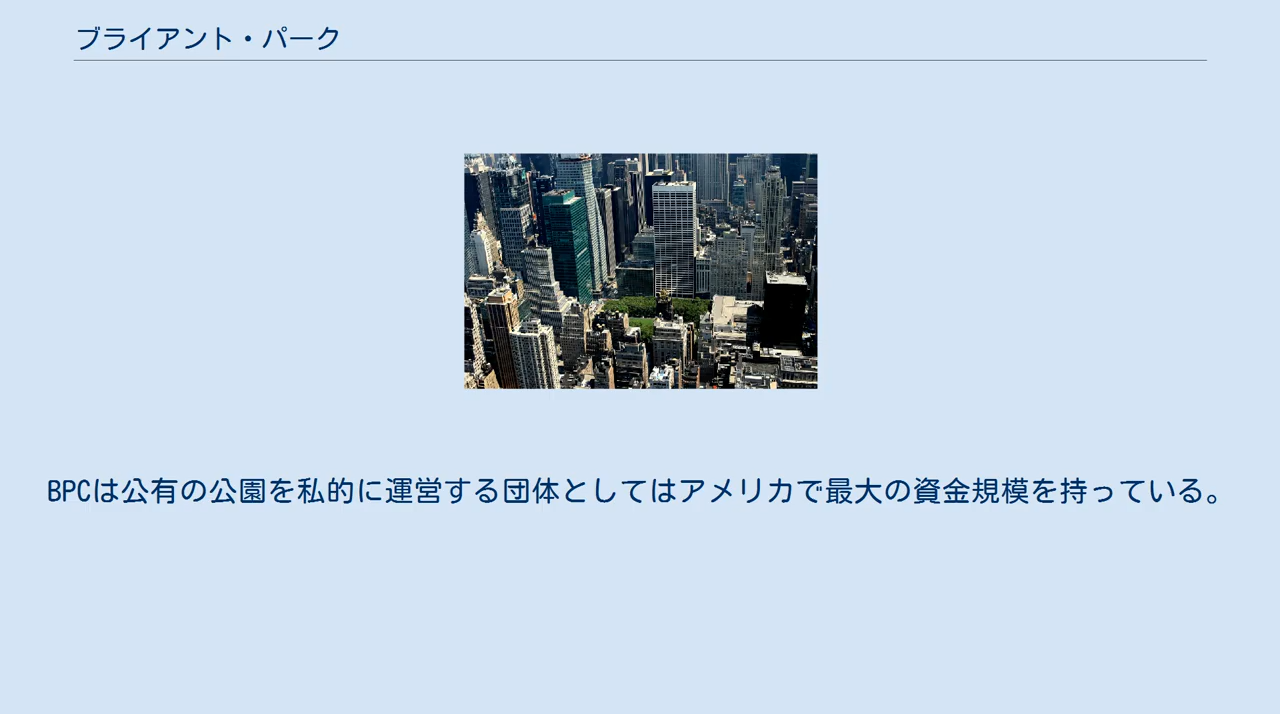 ブライアント・パーク
BPCは公有の公園を私的に運営する団体としてはアメリカで最大の資金規模を持っている。